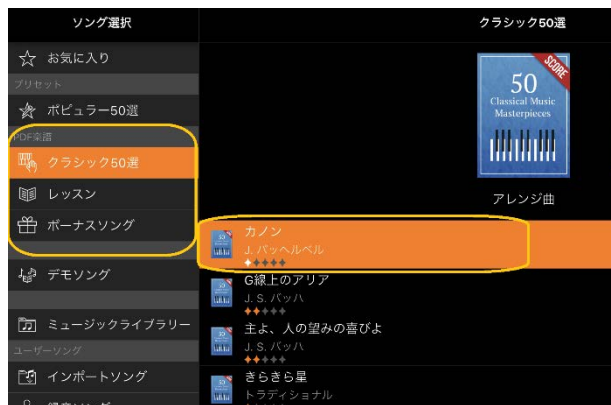 ソング選択
お気に入り
プリセット
ポピュラー50選
PDF楽譜
クラシック50選
レッスン
ボーナスソング
デモソング
ミュージックライブラリー
ユーザーソング
インポートソング
クラシック50選
SCORE
50
Classical Music
Masterpieces
アレンジ曲
カノン
J. パッヘルベル
G線上のアリア
J. S. バッハ
主よ、人の望みの喜びよ
J. S. バッハ
きらきら星
トラディショナル